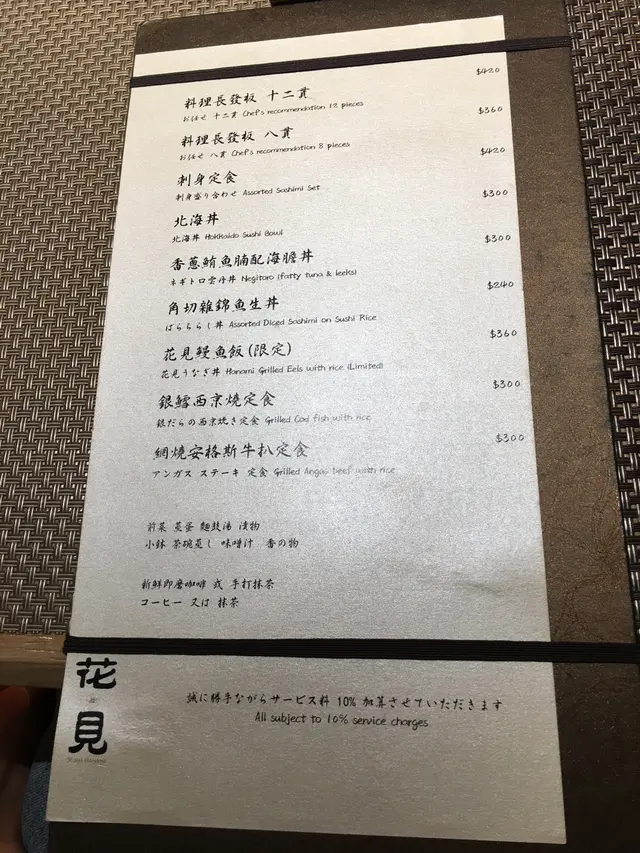 $420
料理長發板 十二貫
お任せ 十二貫 Chef's recommendation 12 pieces
$360
料理長發板 八貫
お任せ 八貫 Chef's recommendation 8 pieces
$420
刺身定食
刺身盛り合わせ Assorted Sashimi Set
$300
北海丼
北海丼 Hokkaido Sushi Bowl
$300
香蔥鮪魚腩配海膽丼
ネギトロ雲丹丼 Negitoro (fatty tuna & leeks)
$240
角切雜錦魚生丼
ばらららし丼 Assorted Diced Sashimi on Sushi Rice
$360
花見鰻魚飯(限定)
花見うなぎ丼 Hanami Grilled Eels with rice (Limited)
$300
銀鱈西京燒定食
銀だらの西京焼き定食 Grilled Cod fish with rice
$300
網燒安格斯牛扒定食
アンガス ステーキ 定食 Grilled Angus beef with rice
前菜 蒸蛋 麵豉湯 漬物
小鉢 茶碗蒸し 味噌汁 香の物
新鮮即磨咖啡 或 手打抹茶
コーヒー 又は 抹茶
花見
誠に勝手ながらサービス料 10% 加算させていただきます
All subject to 10% service charges